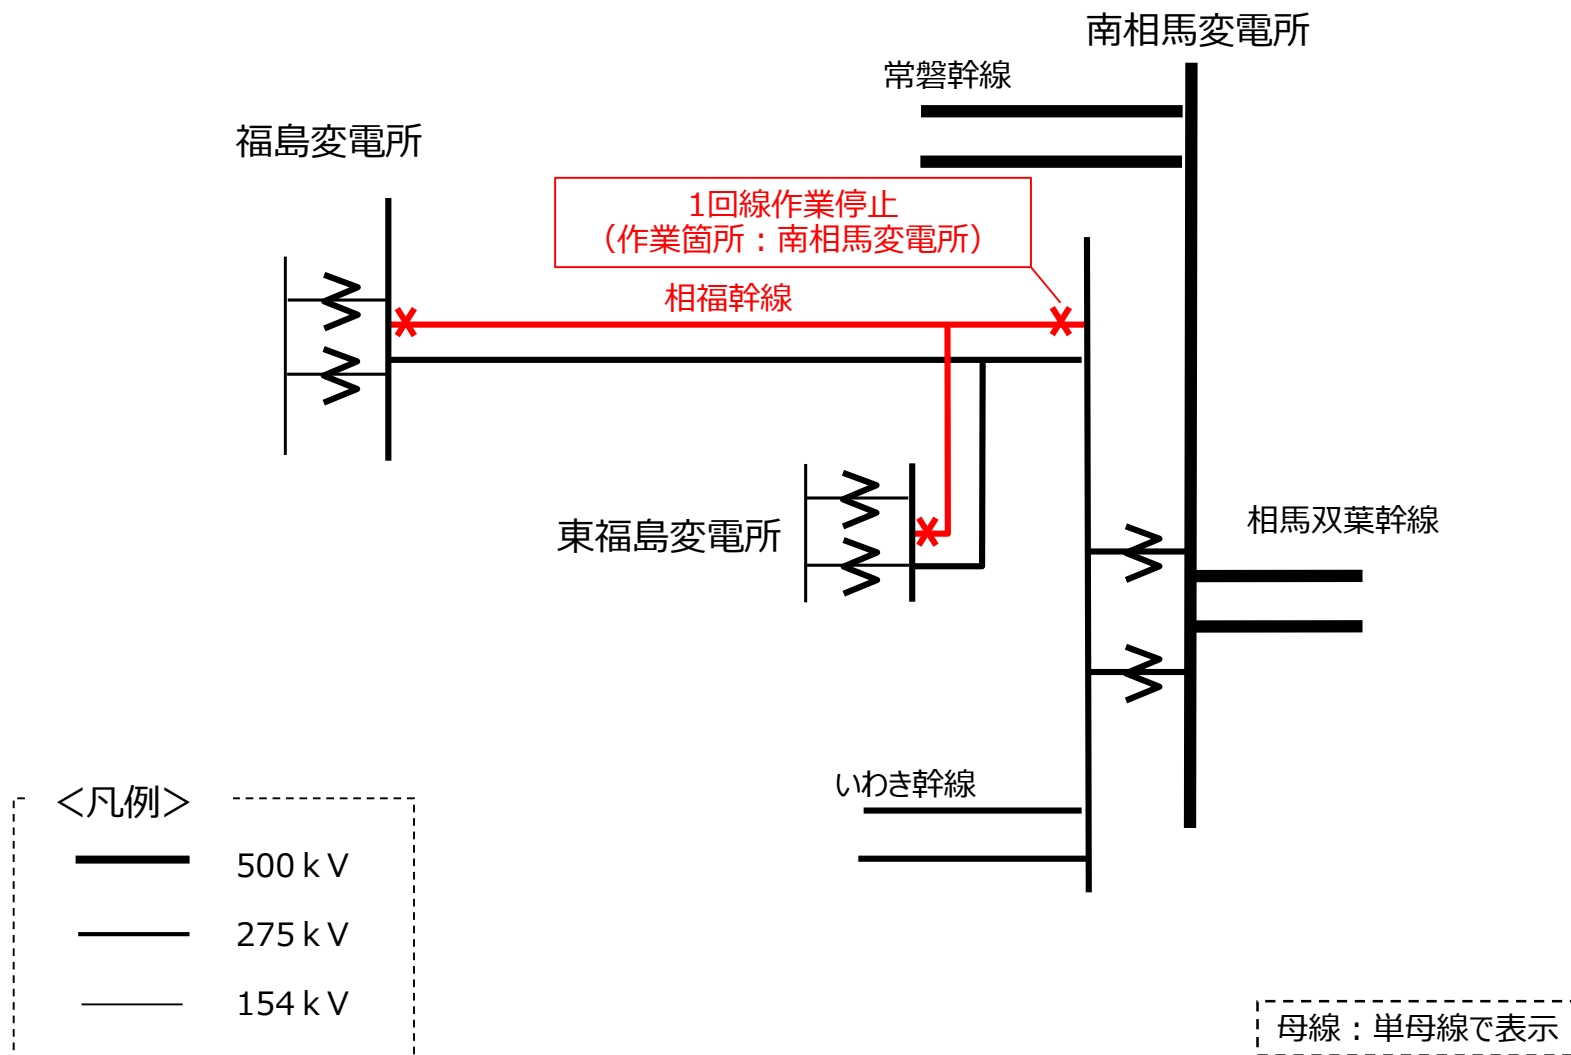 南相馬変電所
常磐幹線
福島変電所
1回線作業停止
（作業箇所：南相馬変電所）
相福幹線
東福島変電所
相馬双葉幹線
いわき幹線
＜凡例＞
500ｋＶ
275ｋＶ
154ｋＶ
母線：単母線で表示